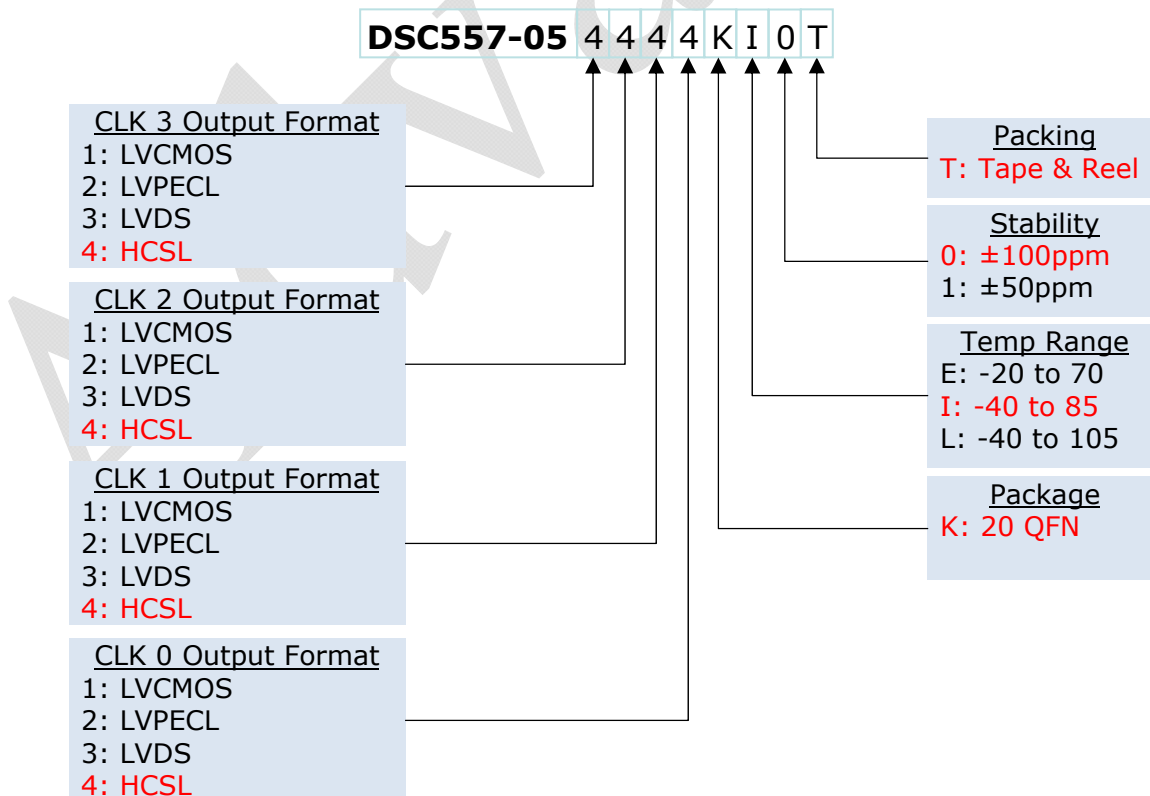 DSC557-05 4 4 4 4 K I 0 T
CLK 3 Output Format
1: LVCMOS
2: LVPECL
3: LVDS
4: HCSL
CLK 2 Output Format
1: LVCMOS
2: LVPECL
3: LVDS
4: HCSL
CLK 1 Output Format
1: LVCMOS
2: LVPECL
3: LVDS
4: HCSL
CLK 0 Output Format
1: LVCMOS
2: LVPECL
3: LVDS
4: HCSL
Packing
T: Tape & Reel
Stability
0: ±100ppm
1: ±50ppm
Temp Range
E: -20 to 70
I: -40 to 85
L: -40 to 105
Package
K: 20 QFN